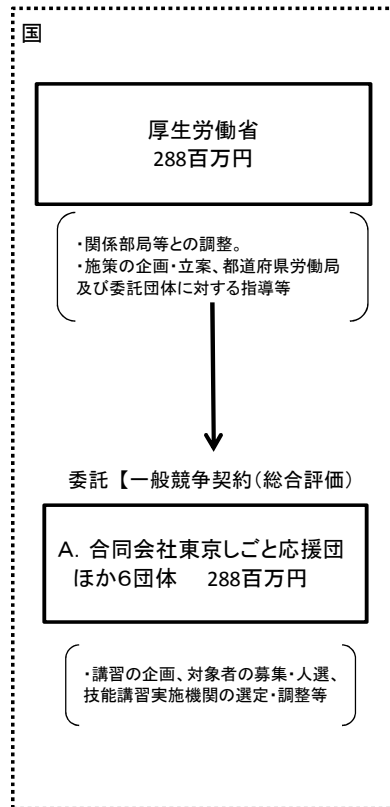 国
厚生労働省
288百万円
・関係部局等との調整。
・施策の企画・立案、都道府県労働局
及び委託団体に対する指導等
委託【一般競争契約(総合評価)
A．合同会社東京しごと応援団
ほか６団体　288百万円
・講習の企画、対象者の募集・人選、
技能講習実施機関の選定・調整等